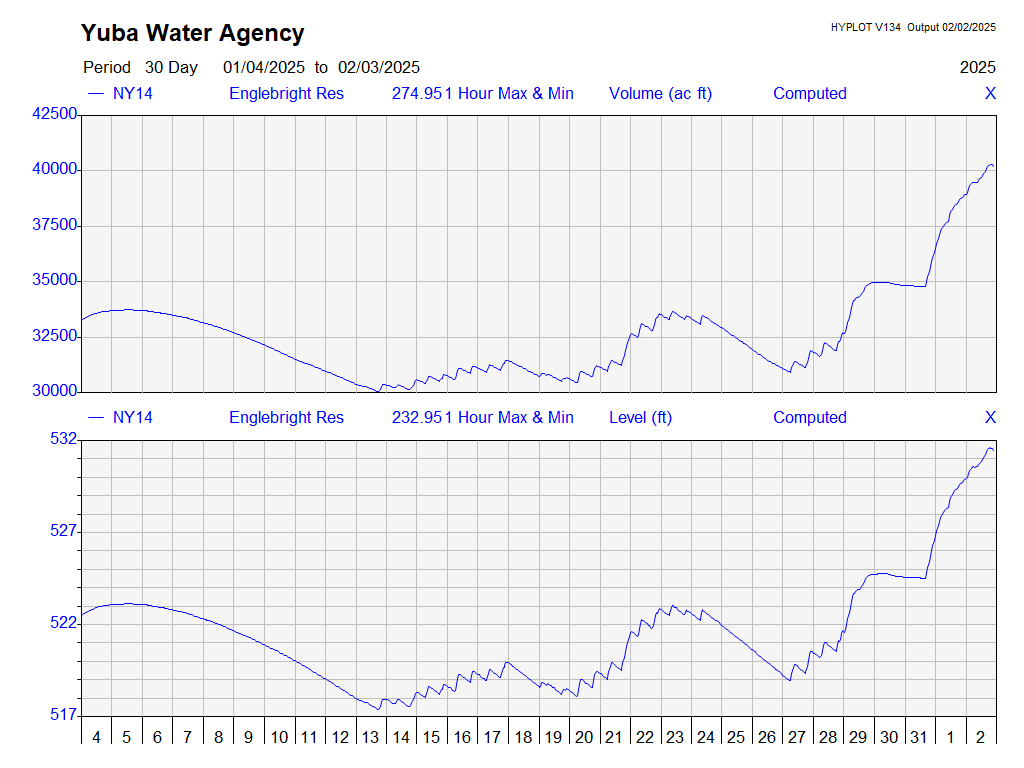 Yuba Water Agency
HYPLOT V134 Output 02/02/2025
Period 30 Day 01/04/2025 to 02/03/2025 2025
NY14 Englebright Res 274.951 Hour Max & Min Volume (ac ft) Computed X
42500
40000
37500
35000
32500
30000
NY14 Englebright Res 232.951 Hour Max & Min Level (ft) Computed X
532
527
522
517
4 5 6 7 8 9 10 11 12 13 14 15 16 17 18 19 20 21 22 23 24 25 26 27 28 29 30 31 1 2